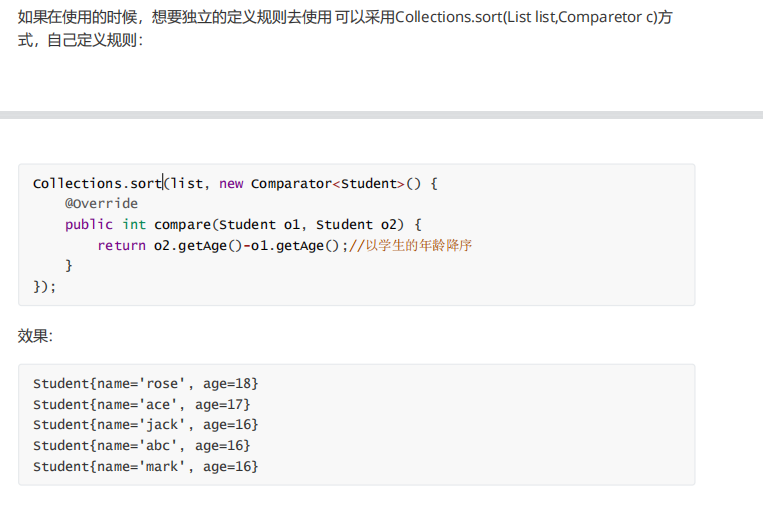 如果在使用的时候，想要独立的定义规则去使用 可以采用Collections.sort(List list,Comparetor c)方
式，自己定义规则：
Collections.sort(list, new Comparator<Student>() {
    @Override
    public int compare(Student o1, Student o2) {
        return o2.getAge()-o1.getAge();//以学生的年龄降序
    }
});
效果：
Student{name='rose', age=18}
Student{name='ace', age=17}
Student{name='jack', age=16}
Student{name='abc', age=16}
Student{name='mark', age=16}